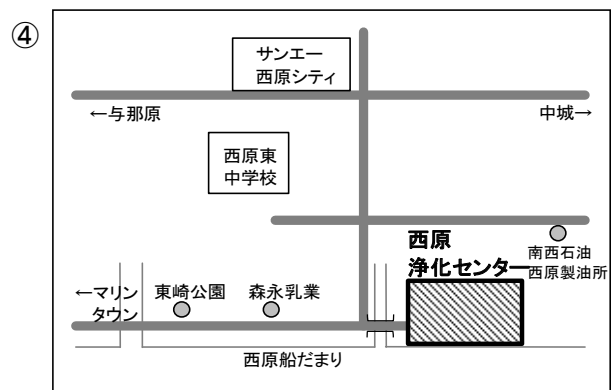 ④
サンエー
西原シティ
←与那原
中城→
西原東
中学校
西原
浄化センター
南西石油
西原製油所
←マリン
タウン
東崎公園
森永乳業
西原船だまり